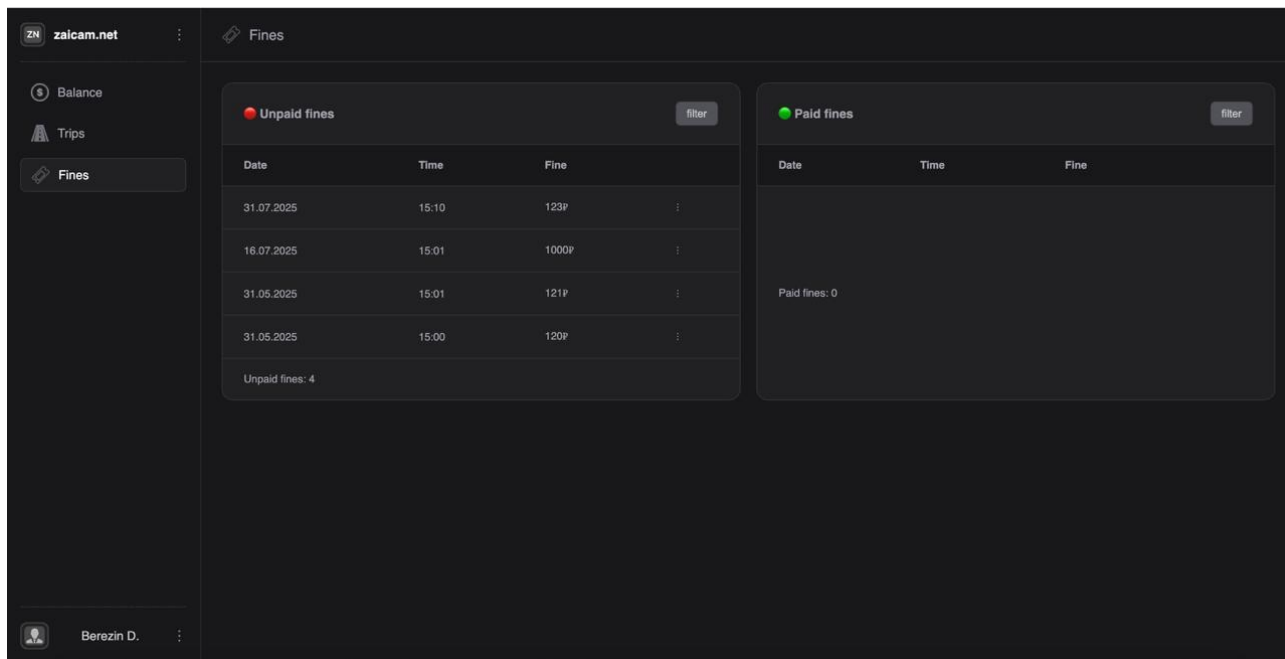 ZN zaicam.net
Fines
Balance
Trips
Fines
Unpaid fines filter
Date Time Fine
31.07.2025 15:10 123₽
16.07.2025 15:01 1000₽
31.05.2025 15:01 121₽
31.05.2025 15:00 120₽
Unpaid fines: 4
Paid fines filter
Date Time Fine
Paid fines: 0
Berezin D.